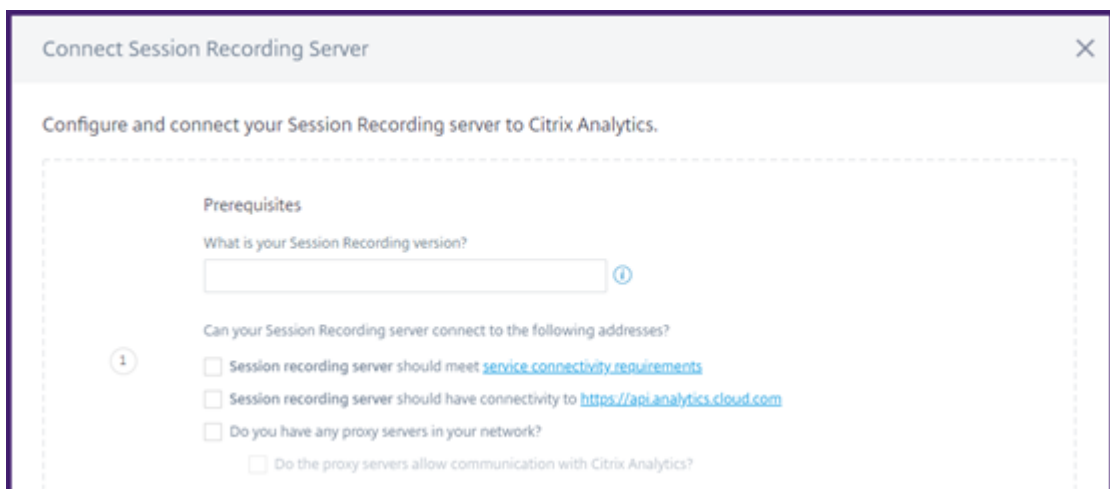 Connect Session Recording Server
Configure and connect your Session Recording server to Citrix Analytics.
Prerequisites
What is your Session Recording version?
Can your Session Recording server connect to the following addresses?
1
Session recording server should meet service connectivity requirements
Session recording server should have connectivity to https://api.analytics.cloud.com
Do you have any proxy servers in your network?
Do the proxy servers allow communication with Citrix Analytics?